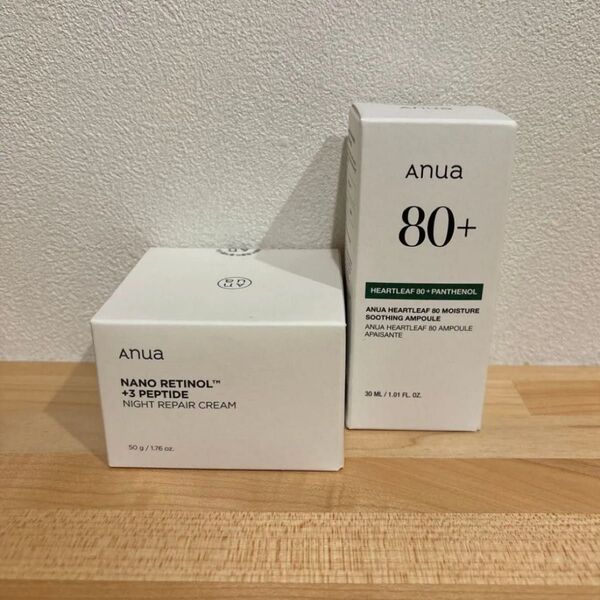 Anua
NANO RETINOL™
+3 PEPTIDE
NIGHT REPAIR CREAM
50 g / 1.76 oz.
Anua
Anua
80+
HEARTLEAF 80 + PANTHENOL
ANUA HEARTLEAF 80 MOISTURE
SOOTHING AMPOULE
ANUA HEARTLEAF 80 AMPOULE
APAISANTE
30 ML / 1.01 FL. OZ.